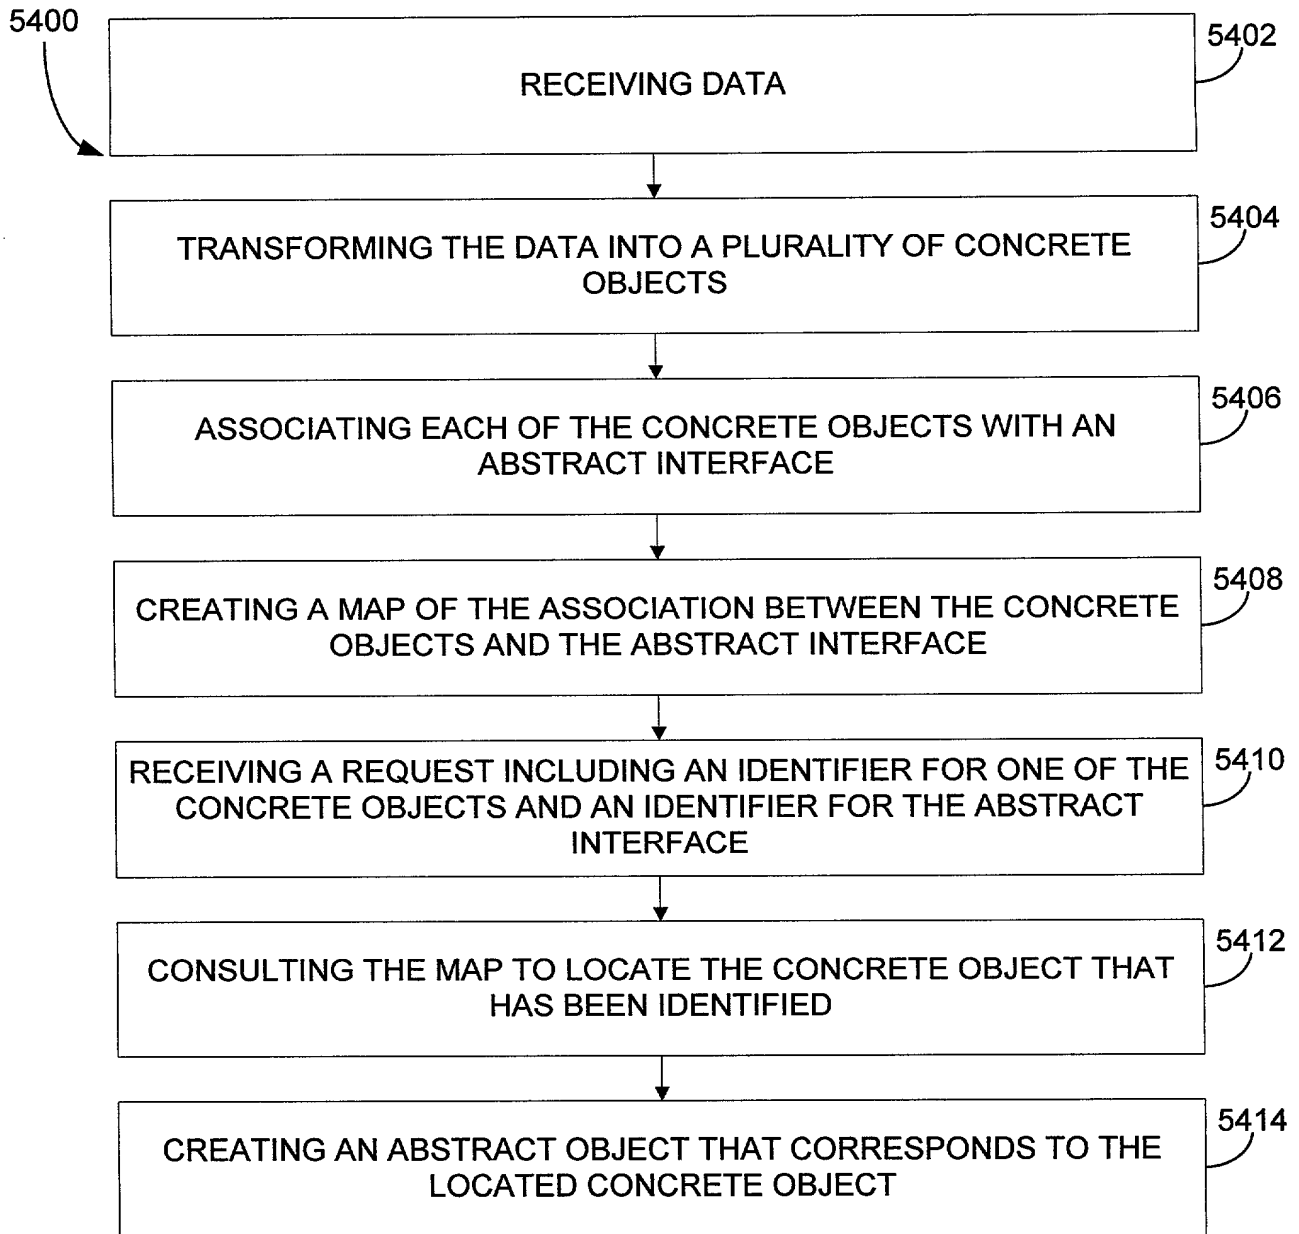 5400
5402
RECEIVING DATA
5404
TRANSFORMING THE DATA INTO A PLURALITY OF CONCRETE
OBJECTS
5406
ASSOCIATING EACH OF THE CONCRETE OBJECTS WITH AN
ABSTRACT INTERFACE
5408
CREATING A MAP OF THE ASSOCIATION BETWEEN THE CONCRETE
OBJECTS AND THE ABSTRACT INTERFACE
5410
RECEIVING A REQUEST INCLUDING AN IDENTIFIER FOR ONE OF THE
CONCRETE OBJECTS AND AN IDENTIFIER FOR THE ABSTRACT
INTERFACE
5412
CONSULTING THE MAP TO LOCATE THE CONCRETE OBJECT THAT
HAS BEEN IDENTIFIED
5414
CREATING AN ABSTRACT OBJECT THAT CORRESPONDS TO THE
LOCATED CONCRETE OBJECT